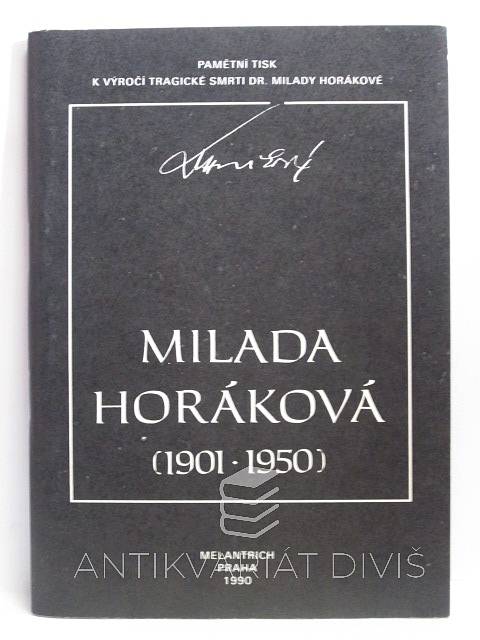 PAMĚTNÍ TISK
K VÝROČÍ TRAGICKÉ SMRTI DR. MILADY HORÁKOVÉ
MILADA
HORÁKOVÁ
(1901 · 1950)
MELANTRICH
ANTIKVARIÁT DIVIŠ
PRAHA
1990